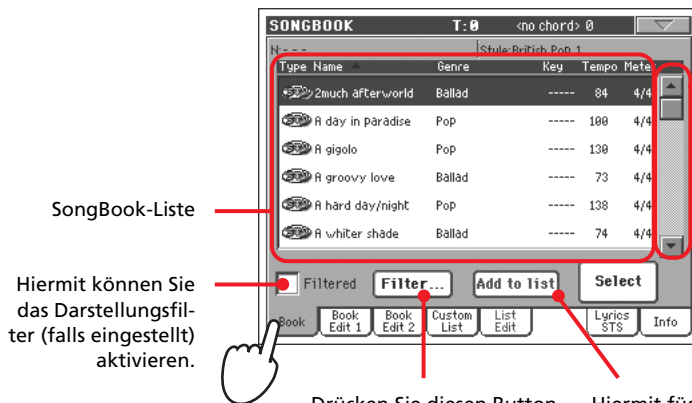 SONGBOOK T:0 <no chord> 0
N:- - - Style:British Pop 1
Type Name Genre Key Tempo Meter
2much afterworld Ballad ----- 84 4/4
A day in paradise Pop ----- 100 4/4
A gigolo Pop ----- 130 4/4
A groovy love Ballad ----- 73 4/4
A hard day/night Pop ----- 138 4/4
A whiter shade Ballad ----- 74 4/4
SongBook-Liste
Filtered Filter... Add to list Select
Hiermit können Sie
das Darstellungsfil-
ter (falls eingestellt)
aktivieren.
Book Book Edit 1 Book Edit 2 Custom List List Edit Lyrics STS Info
Drücken Sie diesen Button Hiermit für